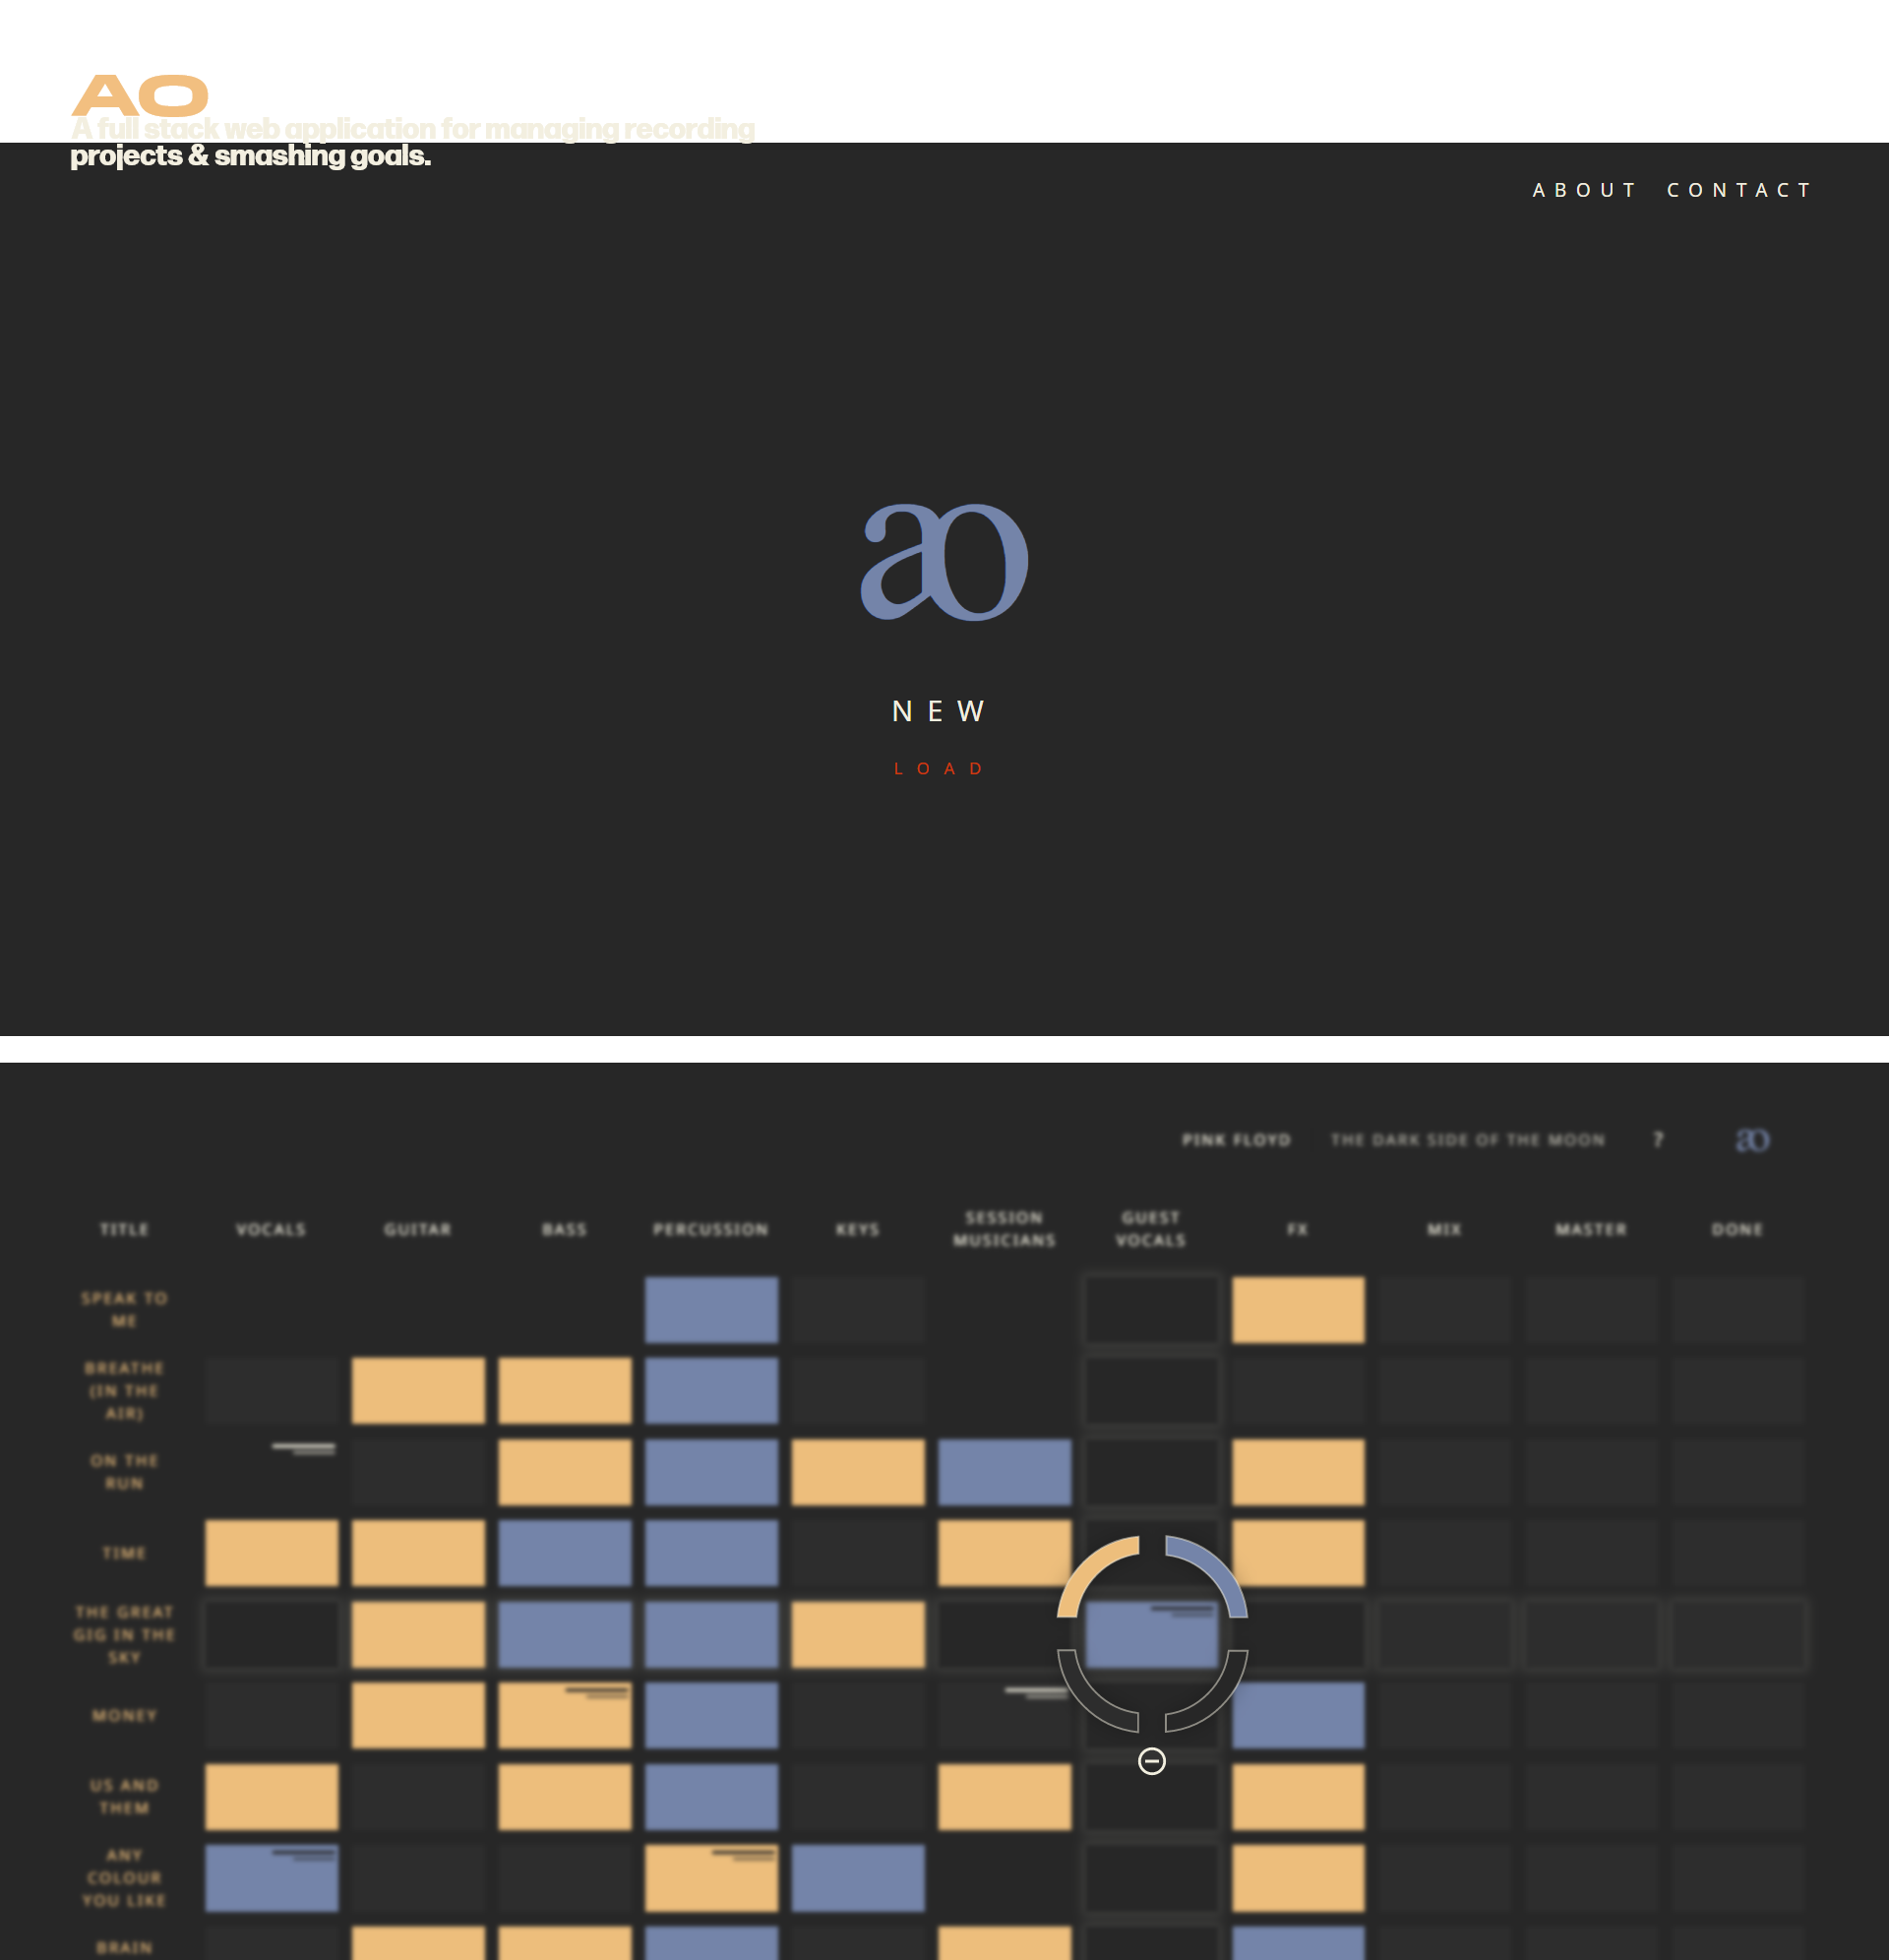 AO
A full stack web application for managing recording
projects & smashing goals.
ABOUT CONTACT
ao
NEW
LOAD
PINK FLOYD THE DARK SIDE OF THE MOON ? ao
TITLE VOCALS GUITAR BASS PERCUSSION KEYS SESSION MUSICIANS GUEST VOCALS FX MIX MASTER DONE
SPEAK TO
ME
BREATHE
(IN THE
AIR)
ON THE
RUN
TIME
THE GREAT
GIG IN THE
SKY
MONEY
US AND
THEM
ANY
COLOUR
YOU LIKE
BRAIN